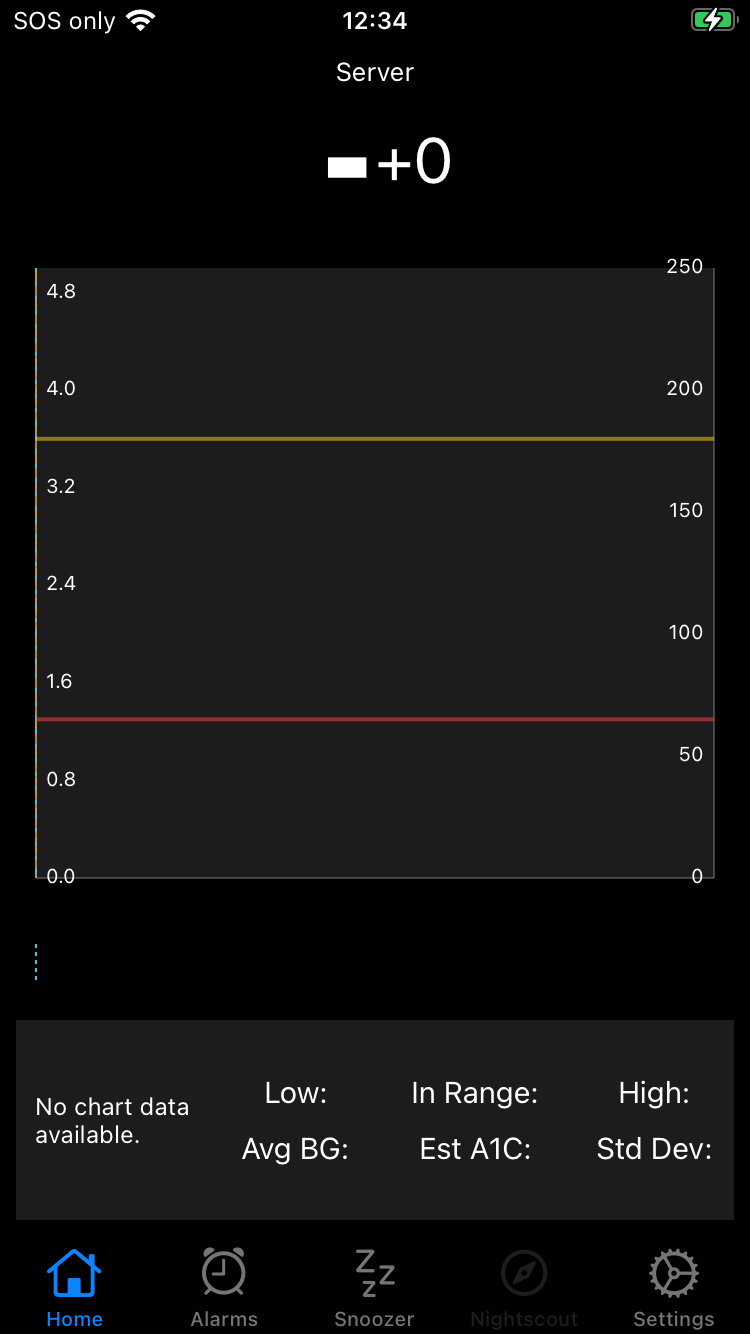 SOS only 12:34
Server
+0
250
4.8
4.0 200
3.2
150
2.4
100
1.6
50
0.8
0.0 0
No chart data
available.
Low: In Range: High:
Avg BG: Est A1C: Std Dev:
Home Alarms Snoozer Nightscout Settings